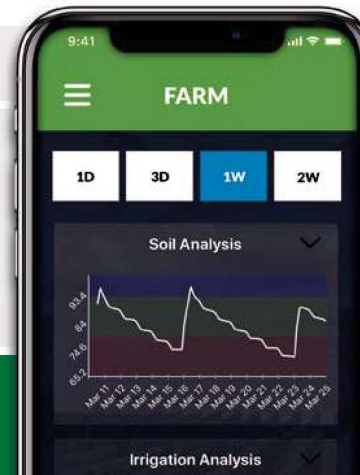 9:41
FARM
1D 3D 1W 2W
Soil Analysis
93.4
84
74.6
65.2
Mar 11 Mar 12 Mar 13 Mar 14 Mar 15 Mar 16 Mar 17 Mar 18 Mar 19 Mar 20 Mar 21 Mar 22 Mar 23 Mar 24 Mar 25
Irrigation Analysis